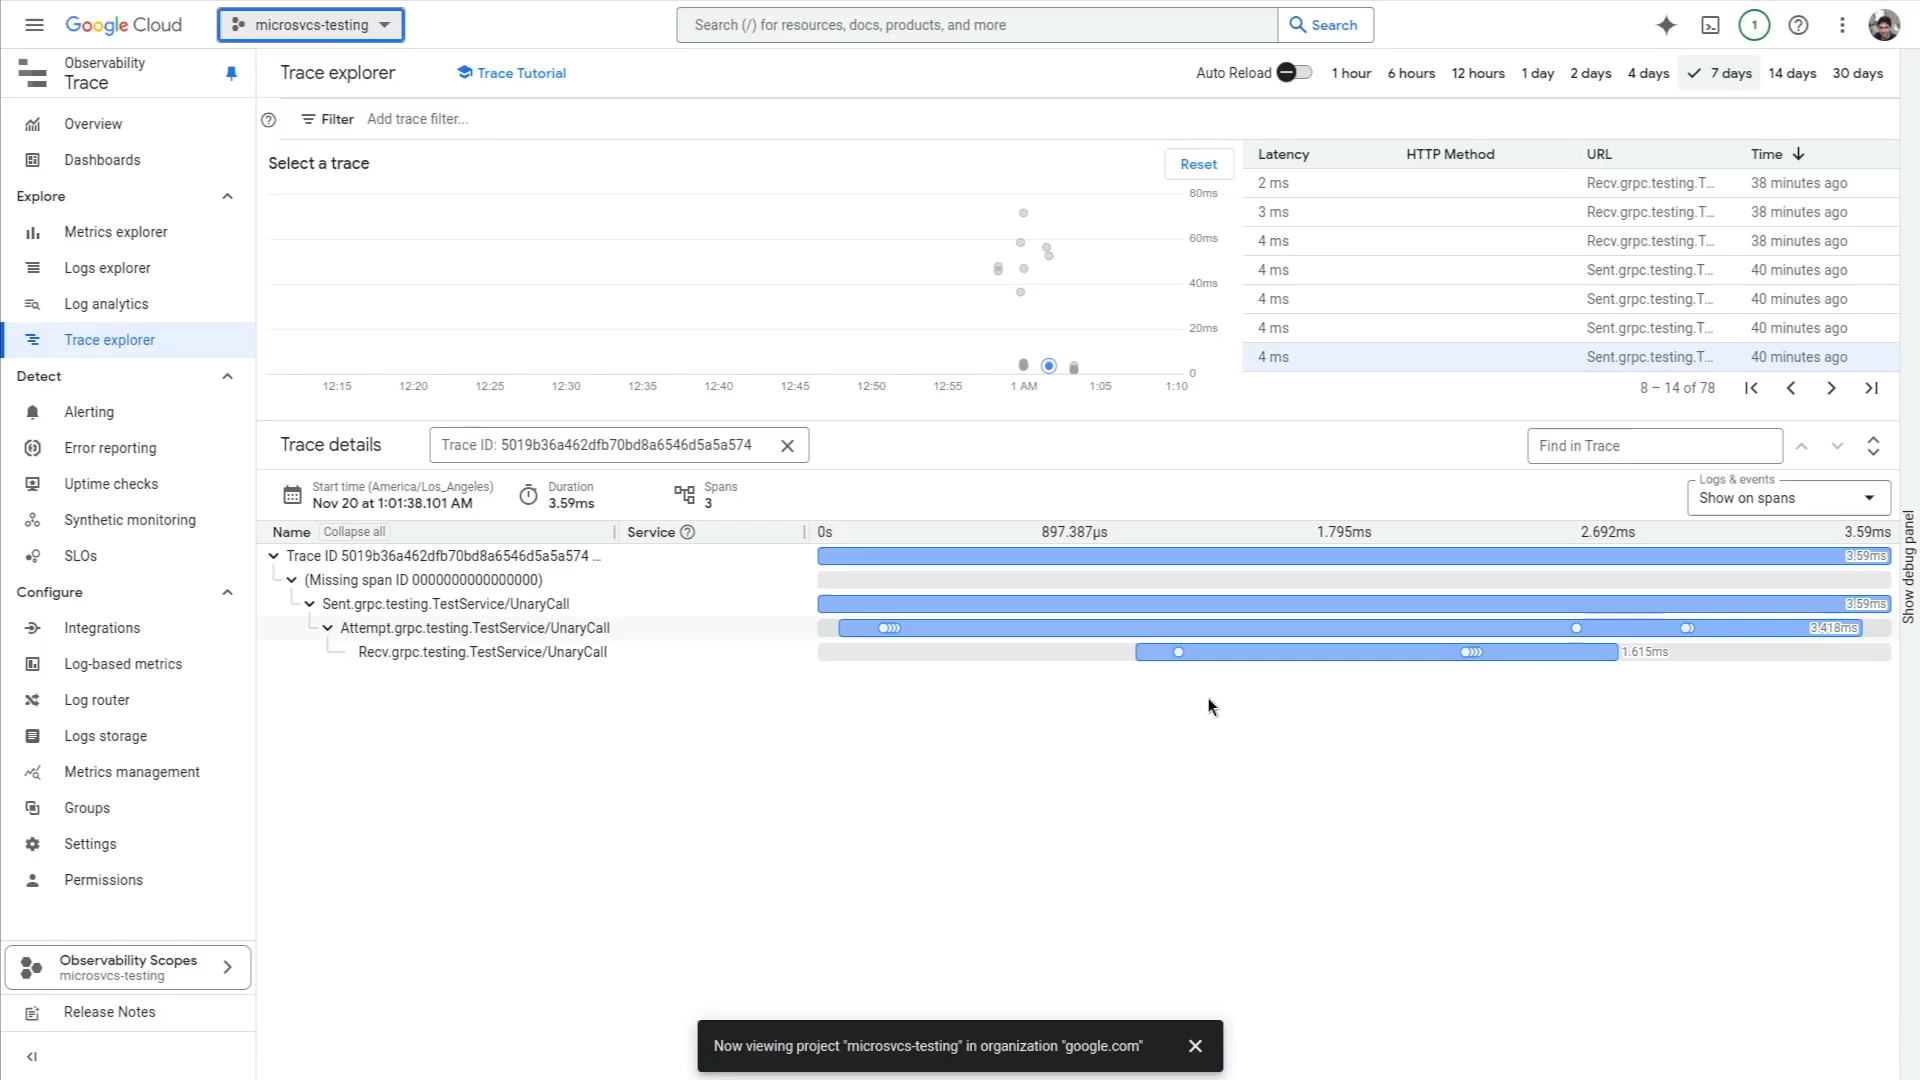 Google Cloud
microsvcs-testing
Search (/) for resources, docs, products, and more
Search
1
Observability
Trace
Trace explorer
Trace Tutorial
Auto Reload
1 hour
6 hours
12 hours
1 day
2 days
4 days
7 days
14 days
30 days
Overview
Dashboards
Explore
Metrics explorer
Logs explorer
Log analytics
Trace explorer
Detect
Alerting
Error reporting
Uptime checks
Synthetic monitoring
SLOs
Configure
Integrations
Log-based metrics
Log router
Logs storage
Metrics management
Groups
Settings
Permissions
Observability Scopes
microsvcs-testing
Release Notes
Filter Add trace filter...
Select a trace
Reset
80ms
60ms
40ms
20ms
0
12:15 12:20 12:25 12:30 12:35 12:40 12:45 12:50 12:55 1 AM 1:05 1:10
Latency HTTP Method URL Time
2 ms Recv.grpc.testing.T... 38 minutes ago
3 ms Recv.grpc.testing.T... 38 minutes ago
4 ms Recv.grpc.testing.T... 38 minutes ago
4 ms Sent.grpc.testing.T... 40 minutes ago
4 ms Sent.grpc.testing.T... 40 minutes ago
4 ms Sent.grpc.testing.T... 40 minutes ago
4 ms Sent.grpc.testing.T... 40 minutes ago
8 – 14 of 78
Trace details
Trace ID: 5019b36a462dfb70bd8a6546d5a5a574
Find in Trace
Start time (America/Los_Angeles)
Nov 20 at 1:01:38.101 AM
Duration
3.59ms
Spans
3
Logs & events
Show on spans
Name Collapse all Service 0s 897.387µs 1.795ms 2.692ms 3.59ms
Trace ID 5019b36a462dfb70bd8a6546d5a5a574 ... 3.59ms
(Missing span ID 0000000000000000)
Sent.grpc.testing.TestService/UnaryCall 3.59ms
Attempt.grpc.testing.TestService/UnaryCall 3.418ms
Recv.grpc.testing.TestService/UnaryCall 1.615ms
Show debug panel
Now viewing project "microsvcs-testing" in organization "google.com"